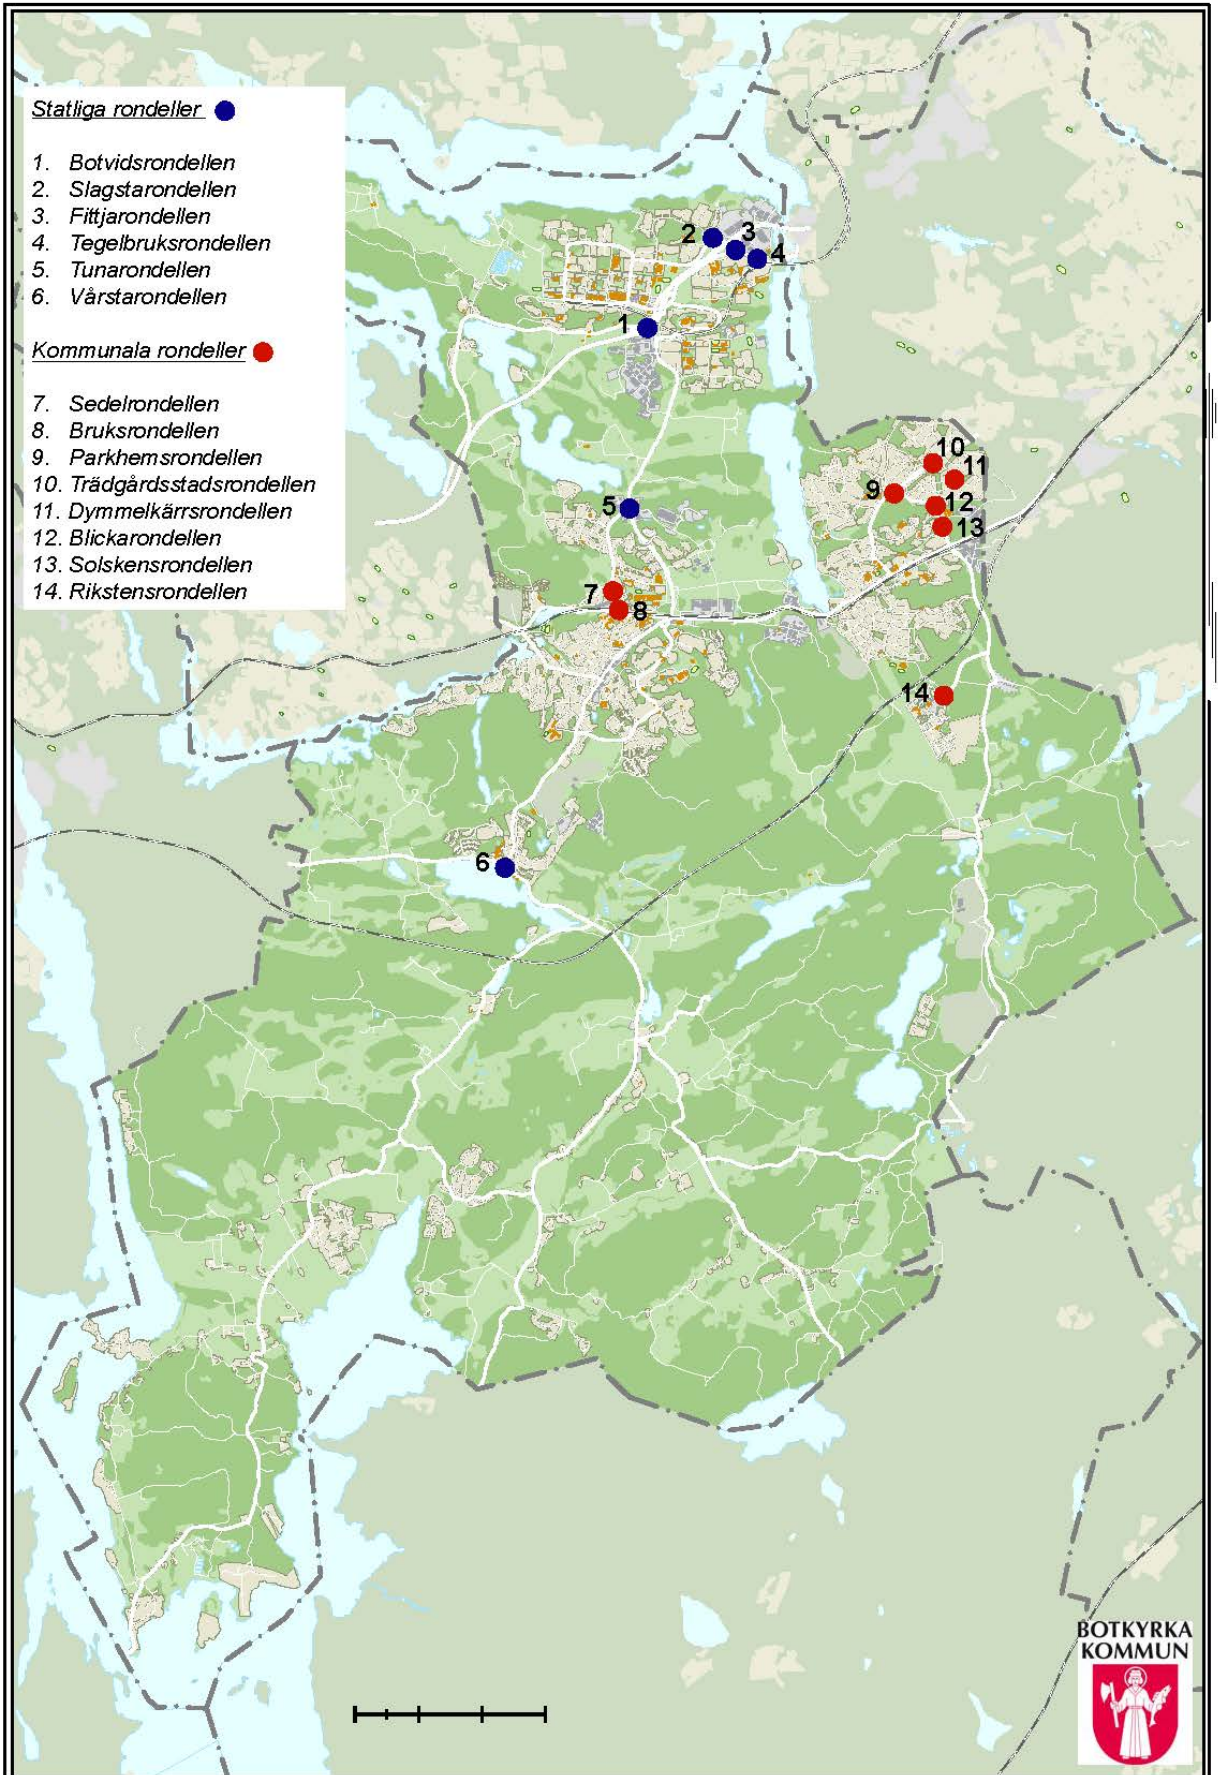 Statliga rondeller
1. Botvidsrondellen
2. Slagstarondellen
3. Fittjarondellen
4. Tegelbruksrondellen
5. Tunarondellen
6. Vårstarondellen
Kommunala rondeller
7. Sedelrondellen
8. Bruksrondellen
9. Parkhemsrondellen
10. Trädgårdsstadsrondellen
11. Dymmelkärrsrondellen
12. Blickarondellen
13. Solskensrondellen
14. Rikstensrondellen
2
3
4
1
10
11
9
12
13
5
7
8
14
6
BOTKYRKA
KOMMUN